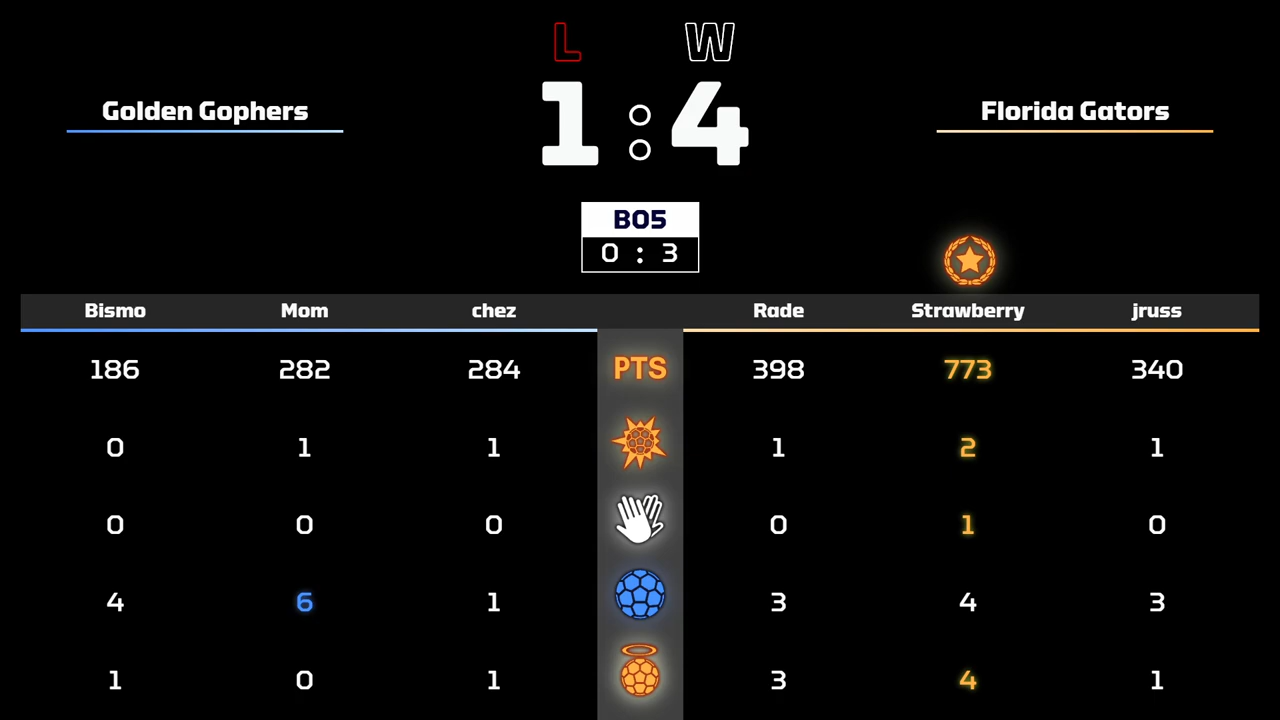 L W
Golden Gophers 1 : 4 Florida Gators
BO5
0 : 3
Bismo Mom chez Rade Strawberry jruss
186 282 284 PTS 398 773 340
0 1 1 1 2 1
0 0 0 0 1 0
4 6 1 3 4 3
1 0 1 3 4 1